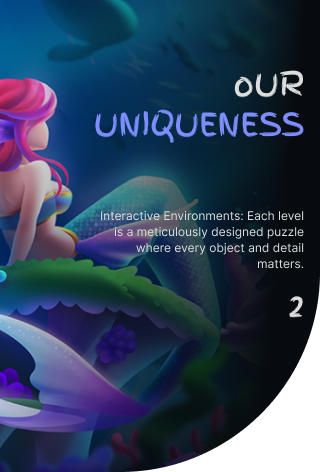 OUR
UNIQUENESS
Interactive Environments: Each level
is a meticulously designed puzzle
where every object and detail
matters.
2